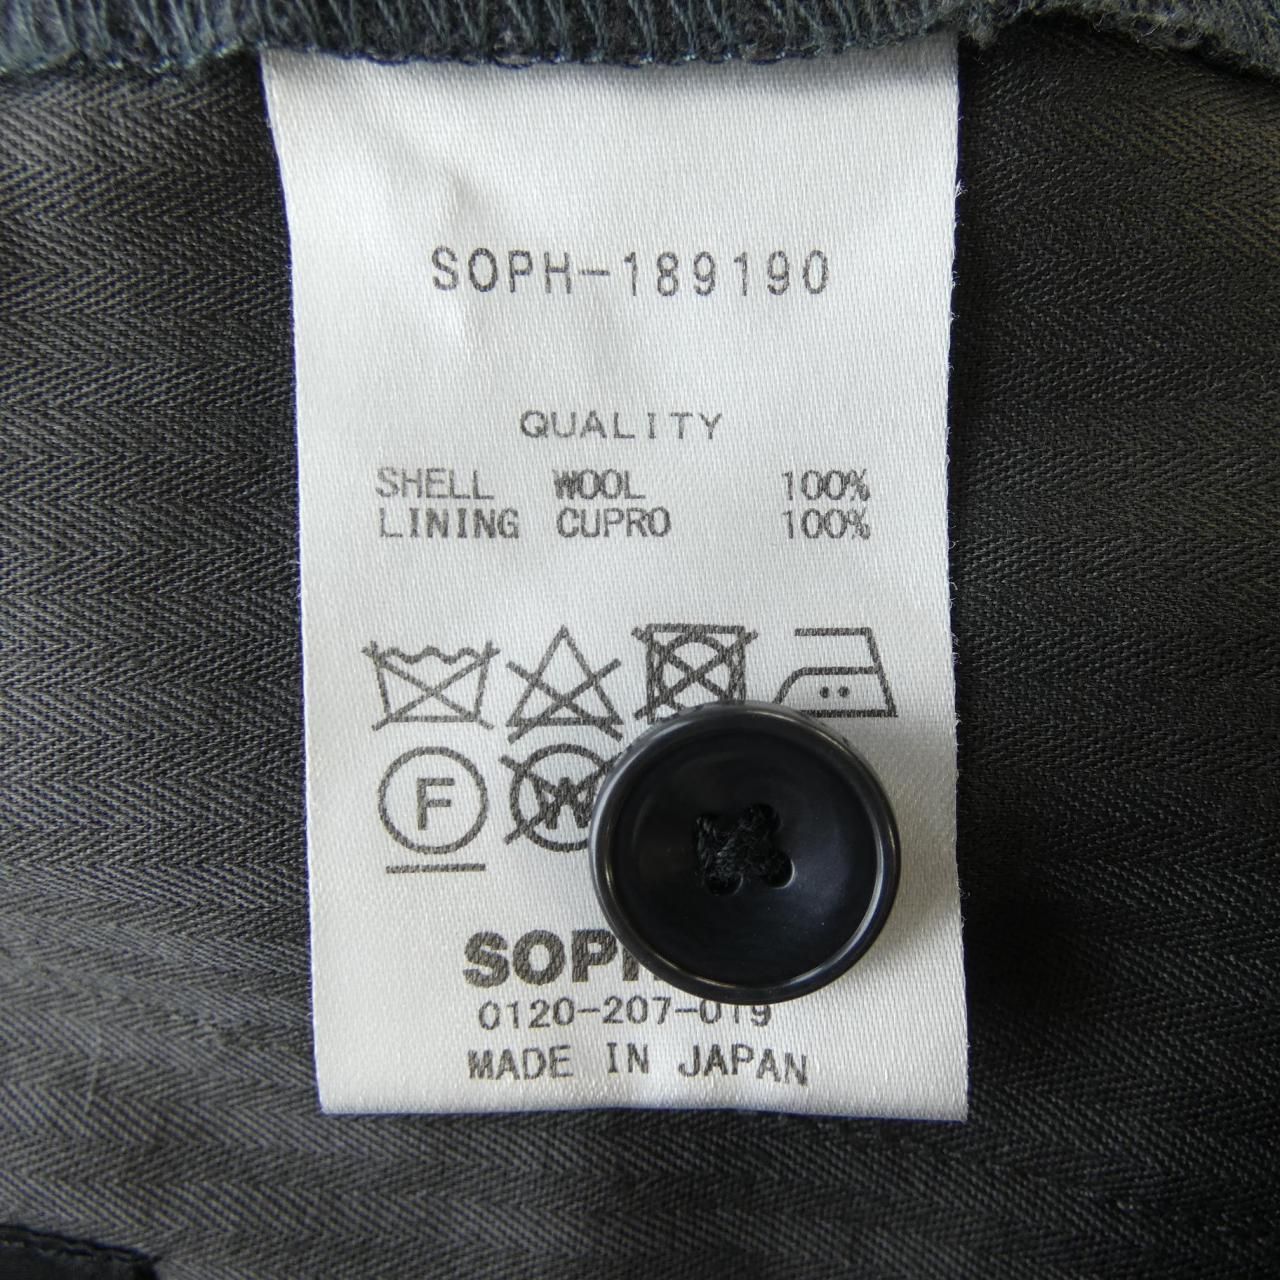 SOPH-189190
QUALITY
SHELL WOOL 100%
LINING CUPRO 100%
F W
0120-207-019
MADE IN JAPAN